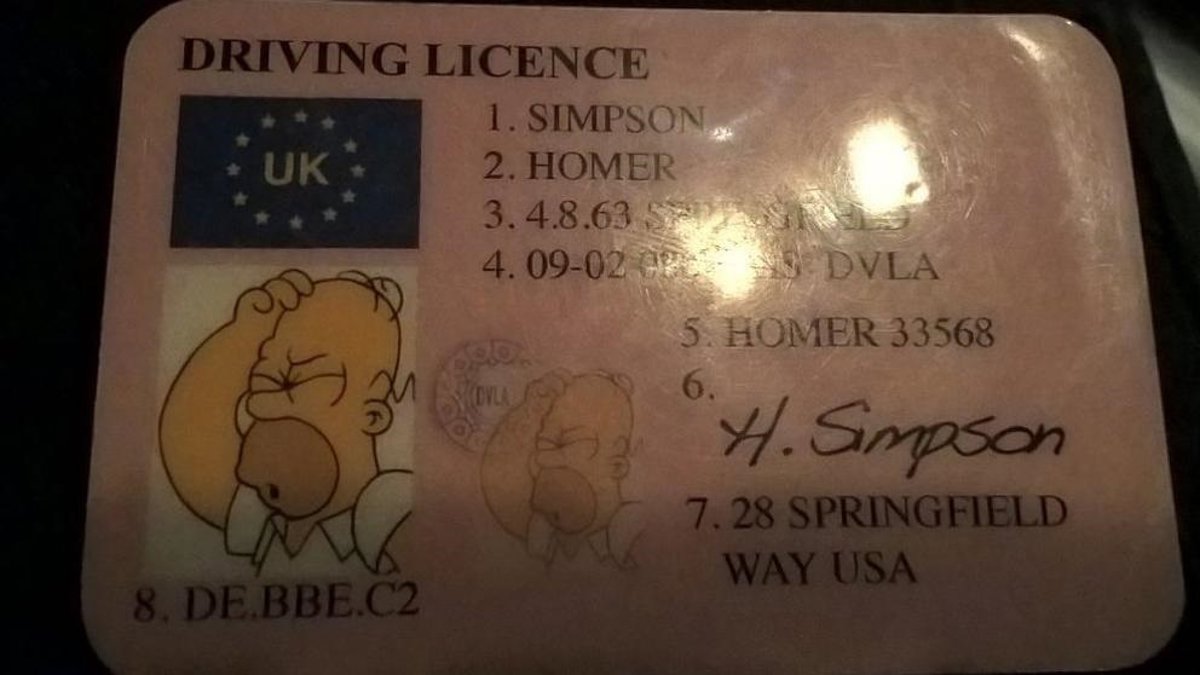 DRIVING LICENCE
UK
1. SIMPSON
2. HOMER
3. 4.8.63 SPRINGFIELD
4. 09-02 DVLA
5. HOMER 33568
DVLA
6.
H. Simpson
7. 28 SPRINGFIELD
WAY USA
8. DE.BBE.C2